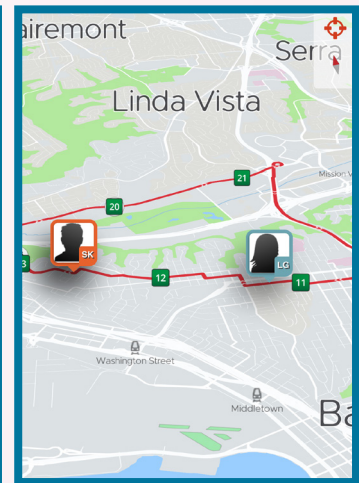 airemont
Serra
Linda Vista
21
Mission V
20
SK
LG
3
12
11
Washington Street
Middletown
Ba